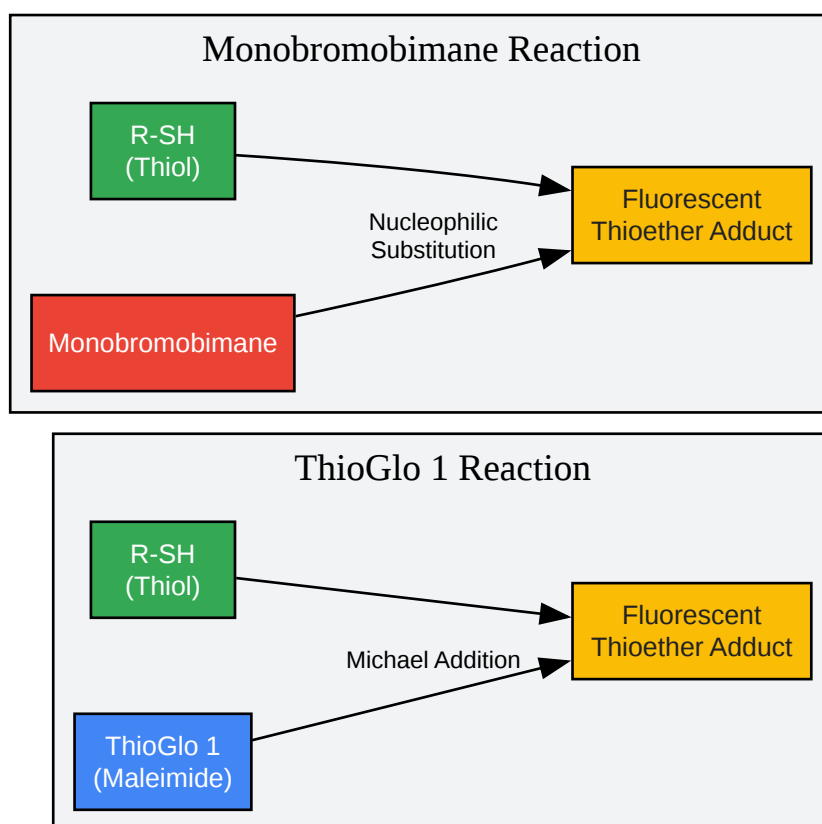 Monobromobimane Reaction
R-SH
(Thiol)
Fluorescent
Thioether Adduct
Nucleophilic
Substitution
Monobromobimane
ThioGlo 1 Reaction
R-SH
(Thiol)
Fluorescent
Thioether Adduct
Michael Addition
ThioGlo 1
(Maleimide)